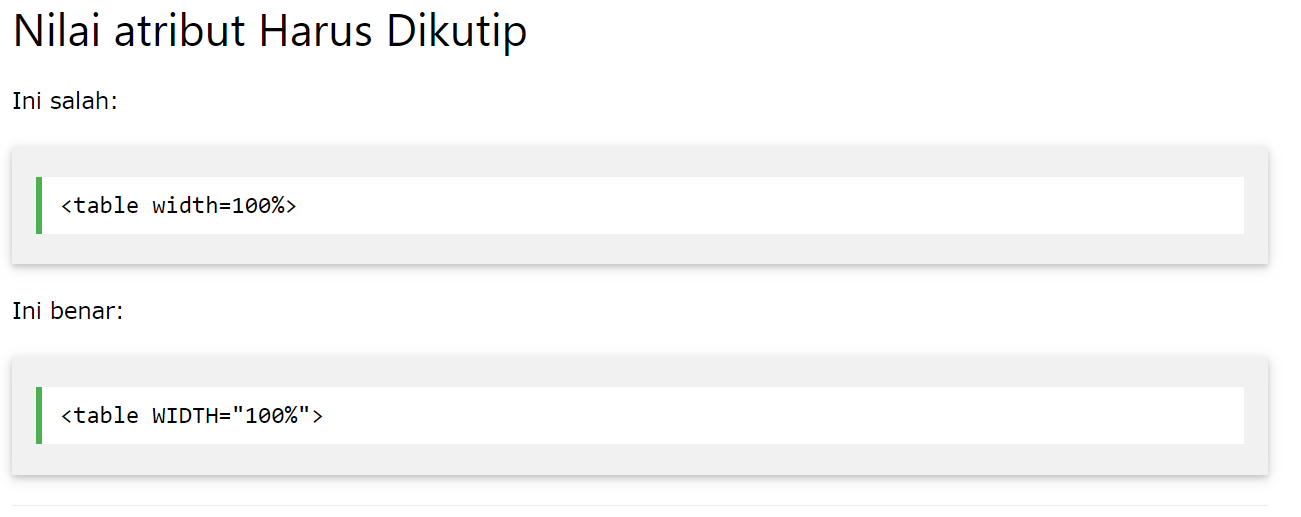 Nilai atribut Harus Dikutip
Ini salah:
<table width=100%>
Ini benar:
<table WIDTH="100%">